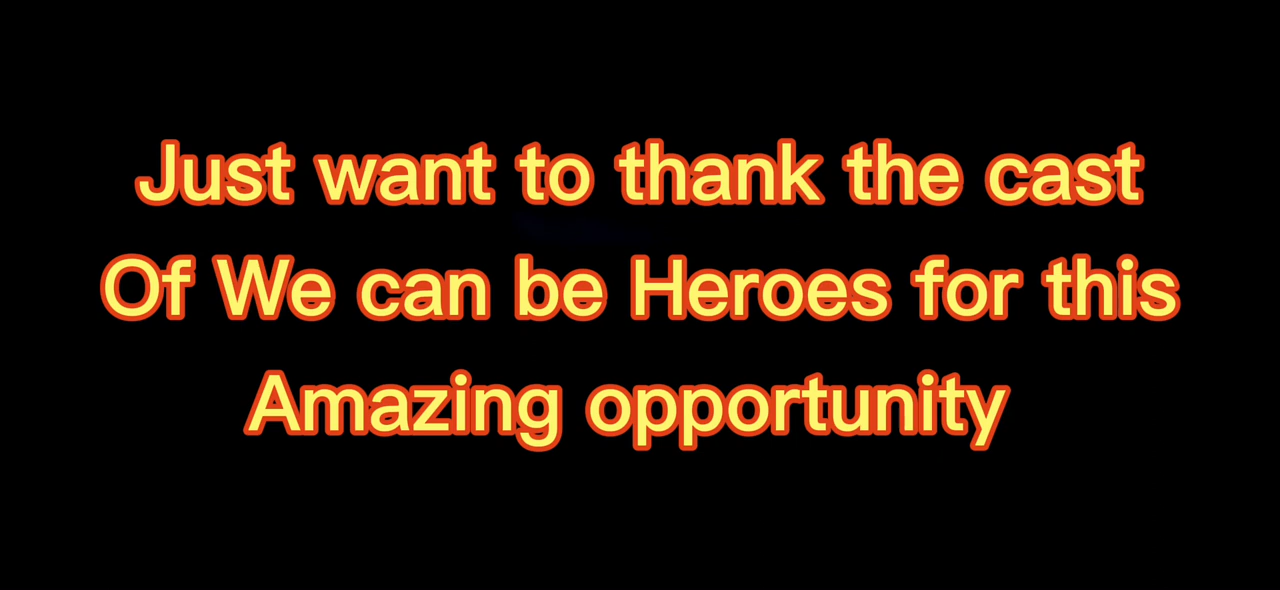 Just want to thank the cast
Of We can be Heroes for this
Amazing opportunity